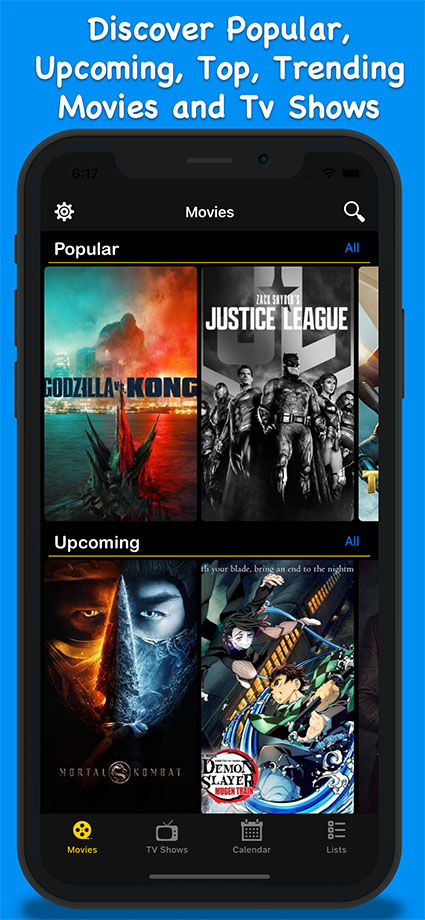 Discover Popular,
Upcoming, Top, Trending
Movies and Tv Shows
6:17
Movies
Popular
All
GODZILLA vs. KONG
ZACK SNYDER'S
JUSTICE LEAGUE
Upcoming
All
th your blade, bring an end to the nightm
MORTAL KOMBAT
DEMON
SLAYER
MUGEN TRAIN
Movies
TV Shows
Calendar
Lists